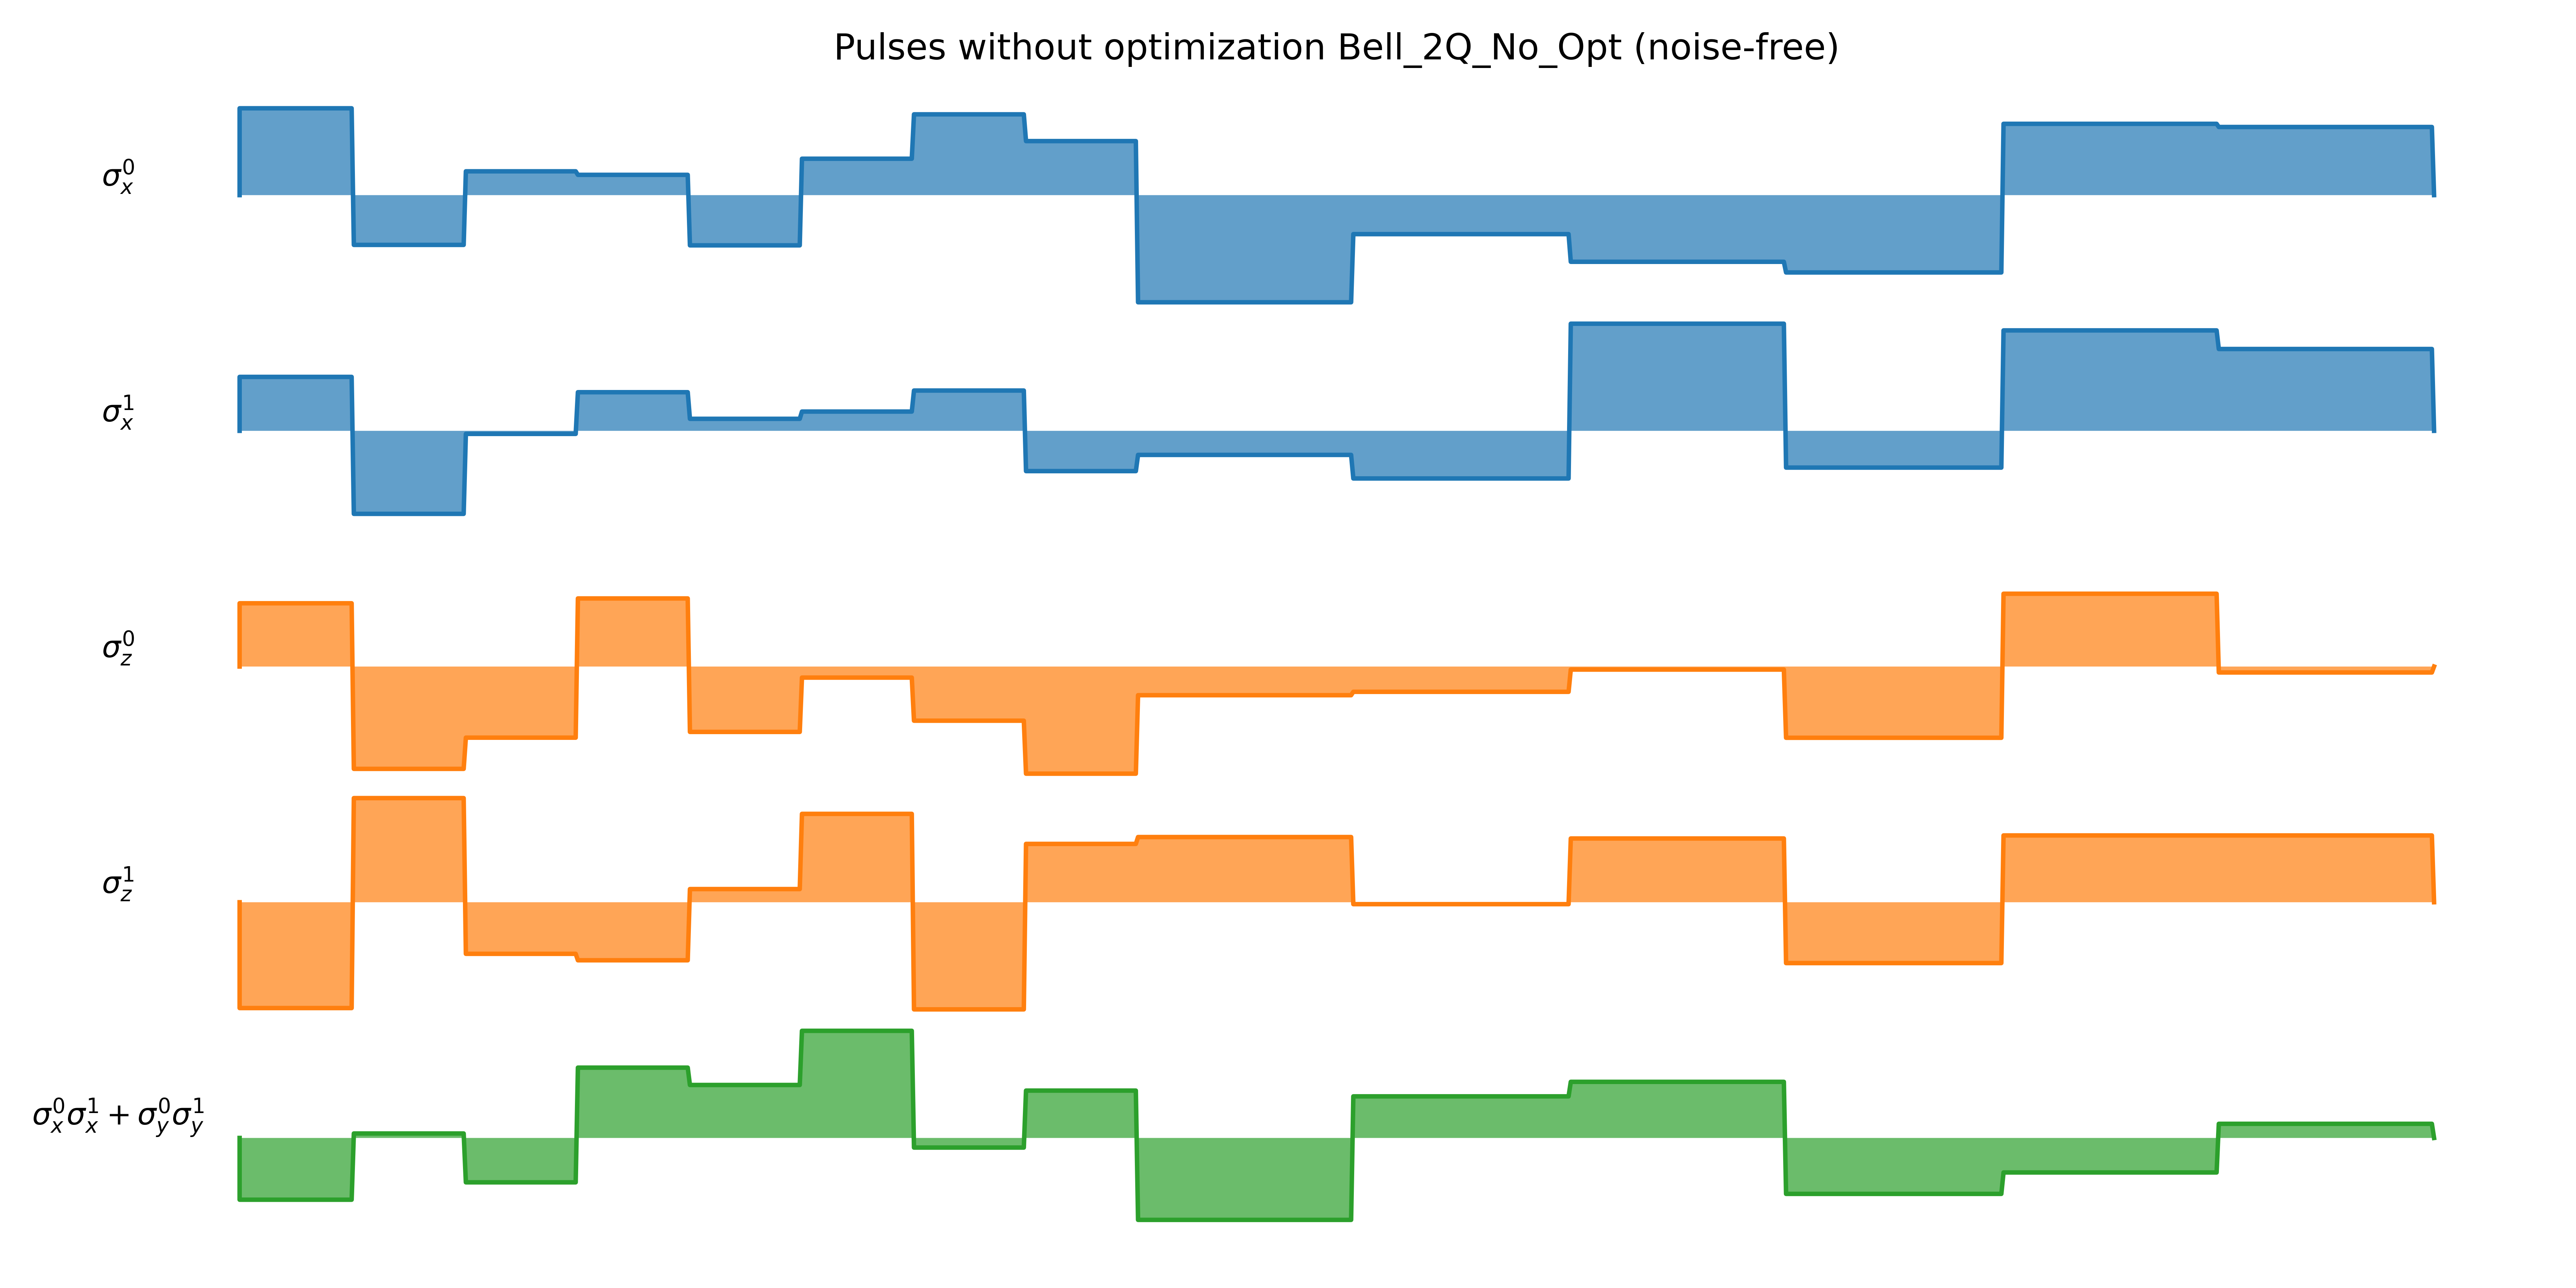 Pulses without optimization Bell_2Q_No_Opt (noise-free)
σ_x^0
σ_x^1
σ_z^0
σ_z^1
σ_x^0σ_x^1 + σ_y^0σ_y^1